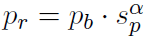 p_r = p_b · s_p^α